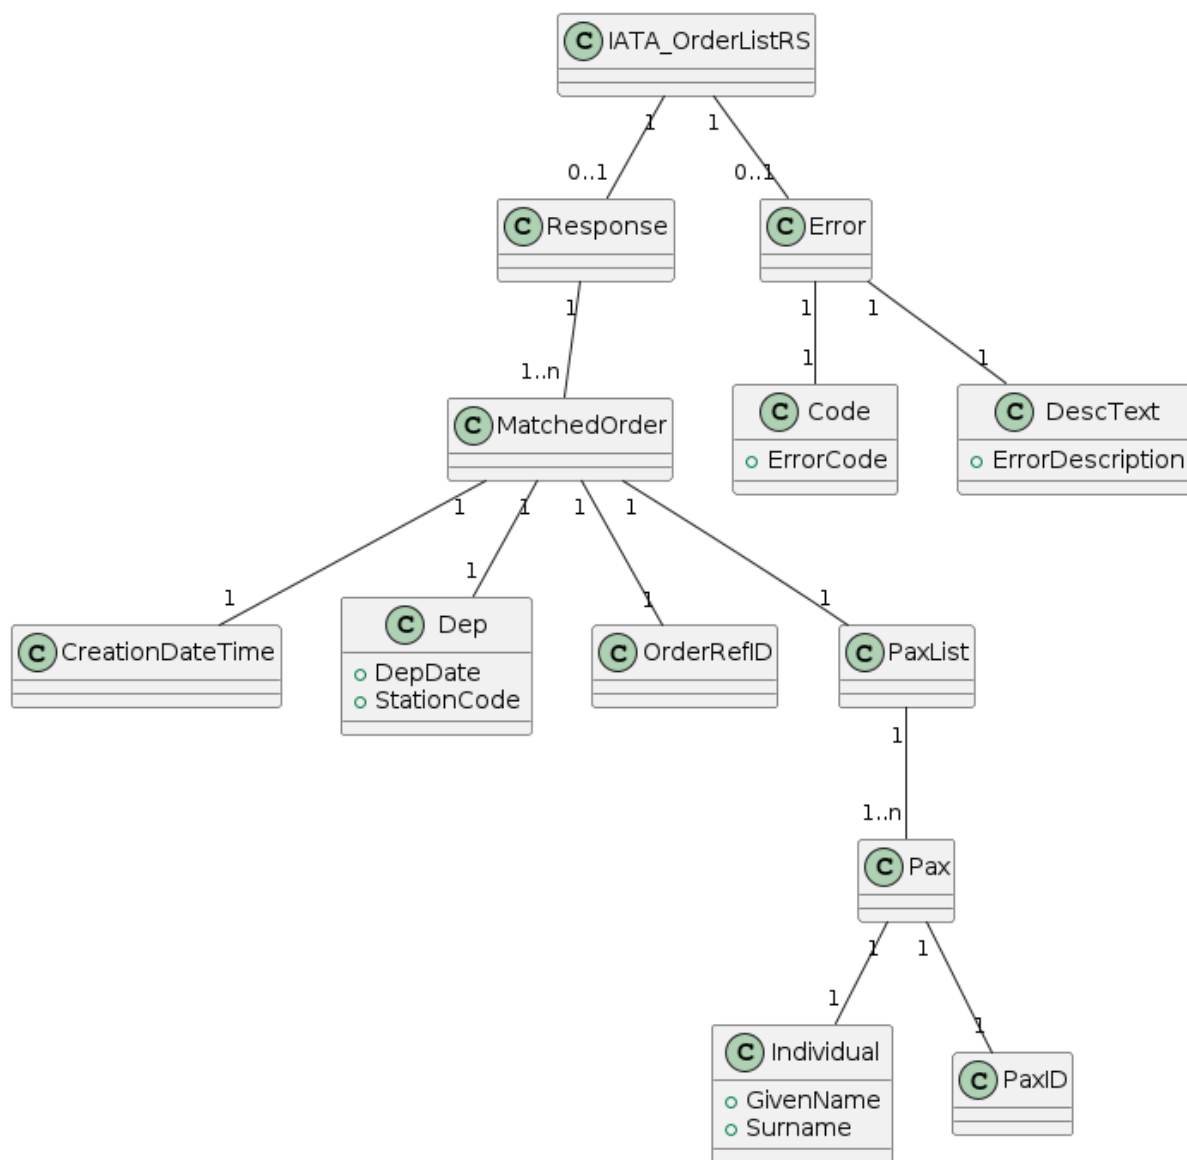 C IATA_OrderListRS
1 1
0..1 0..1
C Response
C Error
1 1 1
1..n 1 1
C MatchedOrder
C Code
ErrorCode
C DescText
ErrorDescription
1 1 1 1
1 1 1 1
C CreationDateTime
C Dep
DepDate
StationCode
C OrderRefID
C PaxList
1
1..n
C Pax
1 1
1 1
C Individual
GivenName
Surname
C PaxID